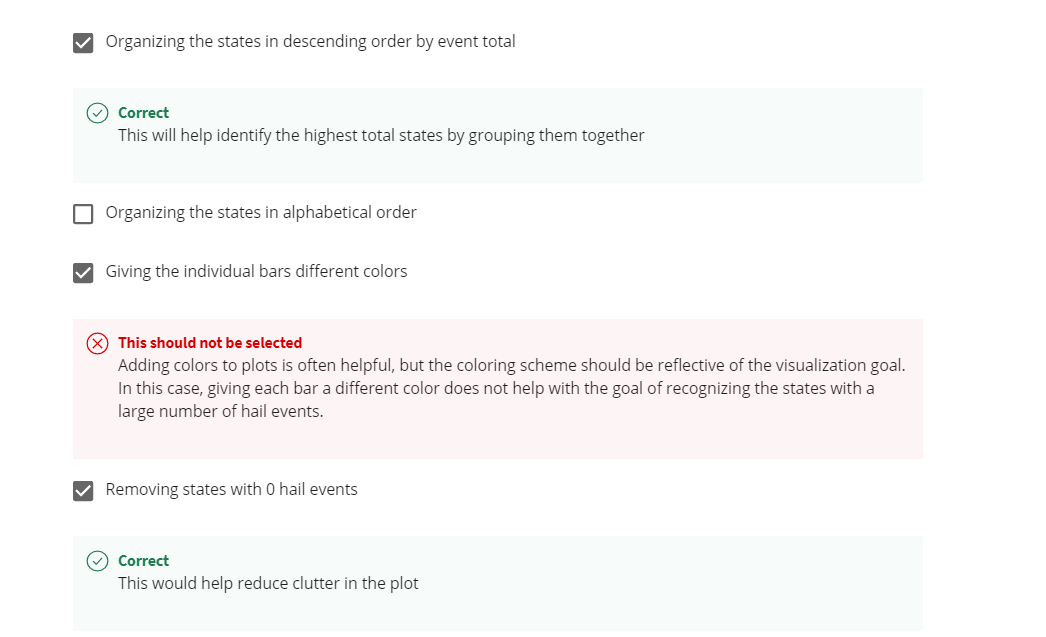 Organizing the states in descending order by event total
Correct
This will help identify the highest total states by grouping them together
Organizing the states in alphabetical order
Giving the individual bars different colors
This should not be selected
Adding colors to plots is often helpful, but the coloring scheme should be reflective of the visualization goal.
In this case, giving each bar a different color does not help with the goal of recognizing the states with a
large number of hail events.
Removing states with 0 hail events
Correct
This would help reduce clutter in the plot